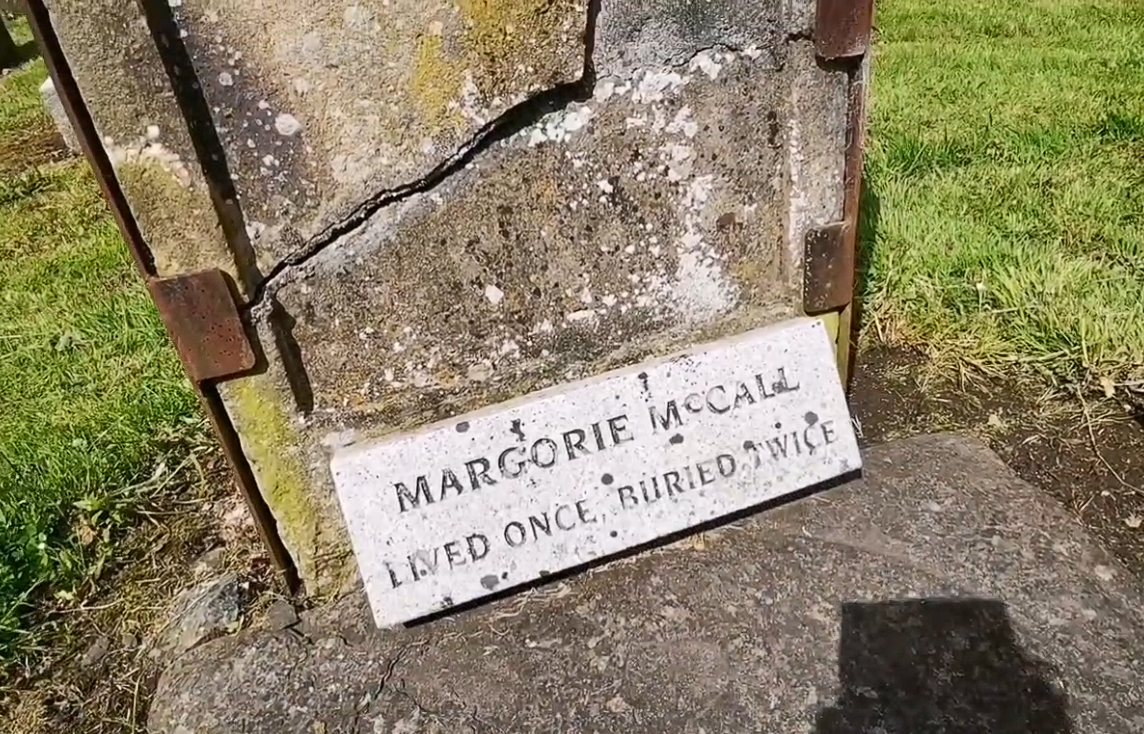 MARGORIE McCALL
LIVED ONCE, BURIED TWICE